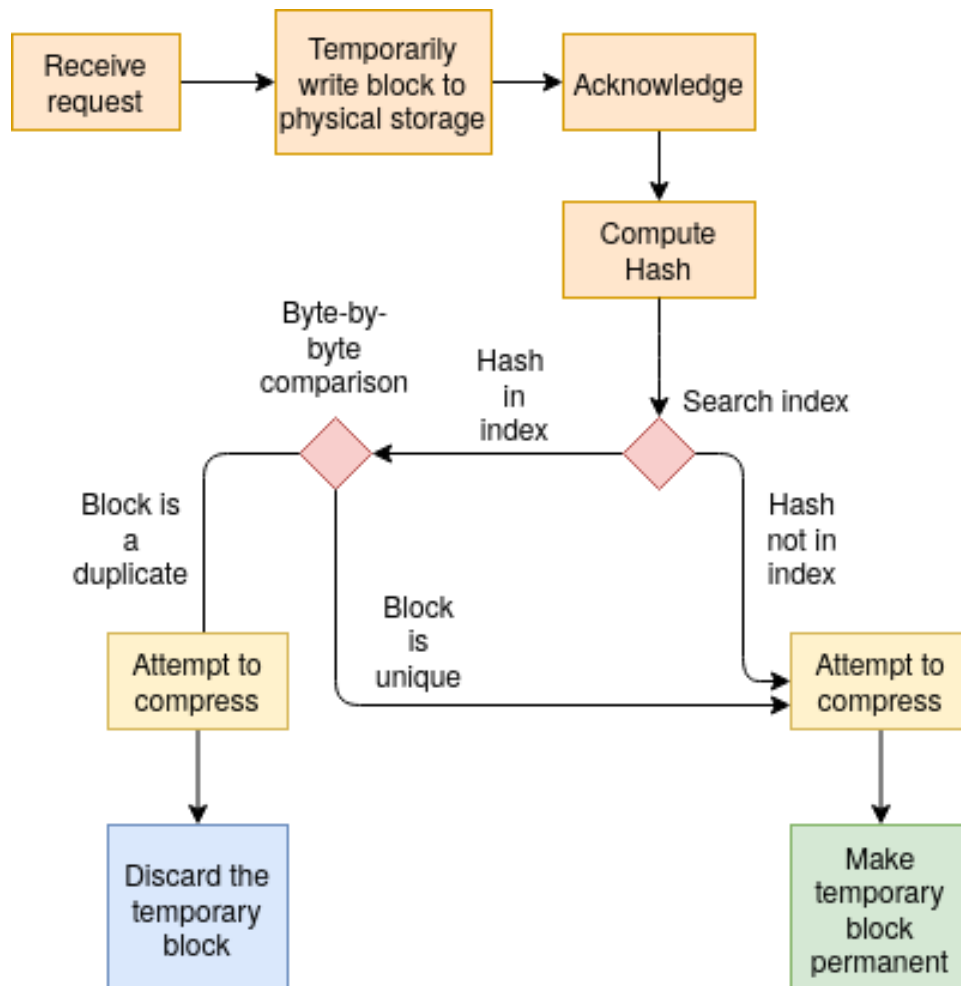 Receive
request
Temporarily
write block to
physical storage
Acknowledge
Compute
Hash
Byte-by-
byte
comparison
Hash
in
index
Search index
Block is
a
duplicate
Hash
not in
index
Block
is
unique
Attempt to
compress
Attempt to
compress
Discard the
temporary
block
Make
temporary
block
permanent